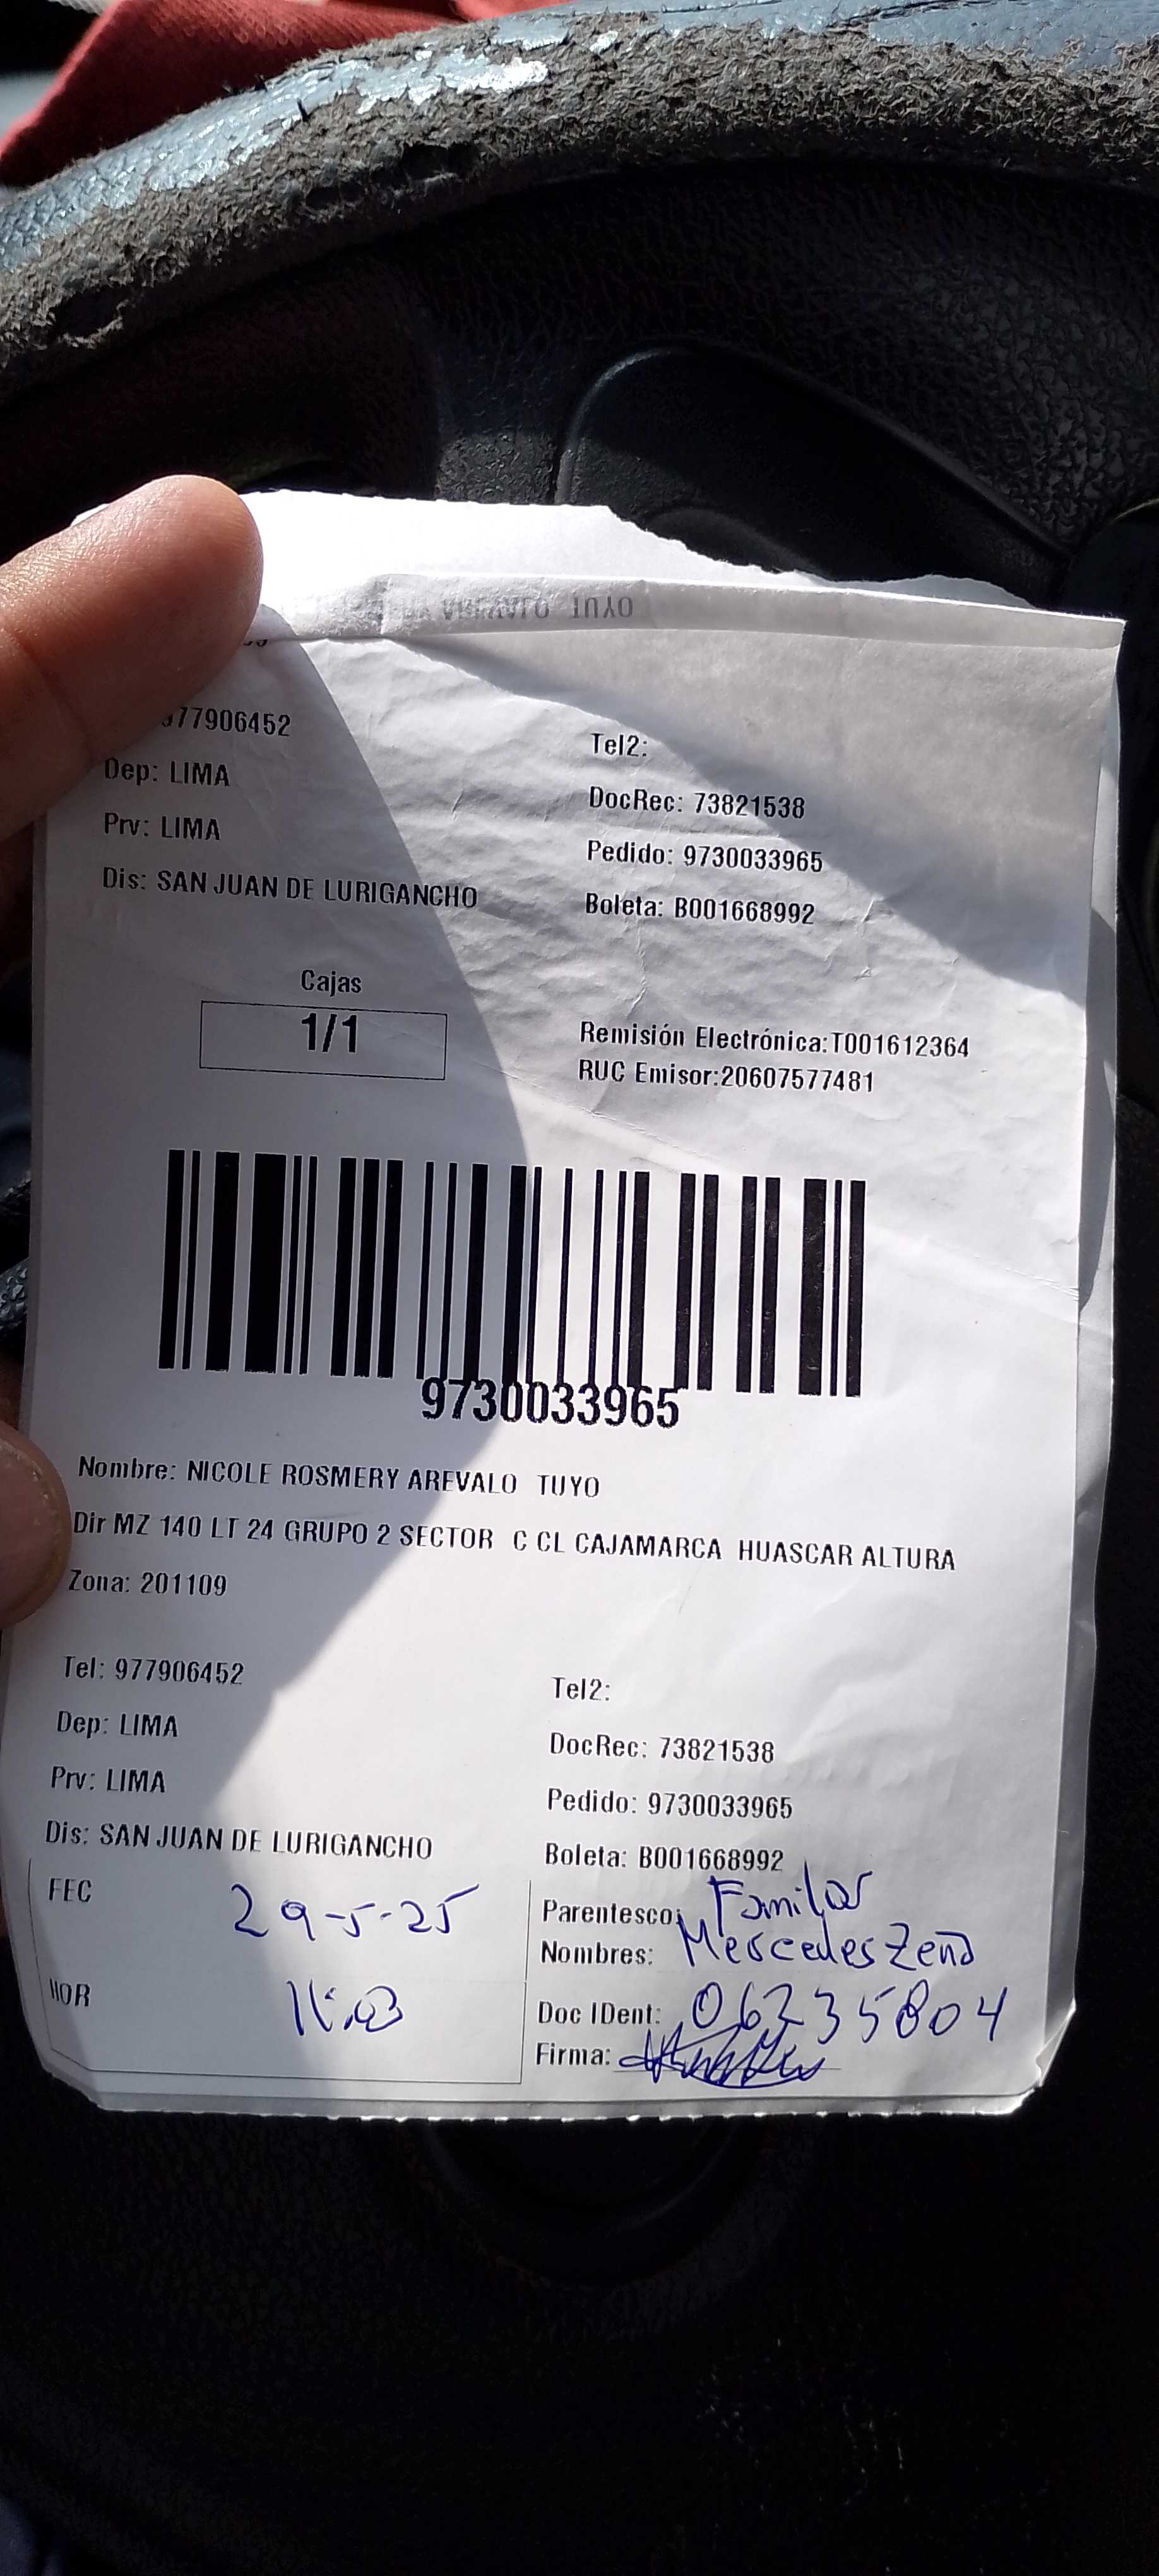 TUYO
977906452
Tel2:
Dep: LIMA
DocRec: 73821538
Prv: LIMA
Pedido: 9730033965
Dis: SAN JUAN DE LURIGANCHO
Boleta: B001668992
Cajas
1/1
Remisión Electrónica:T001612364
RUC Emisor:20607577481
9730033965
Nombre: NICOLE ROSMERY AREVALO TUYO
Dir MZ 140 LT 24 GRUPO 2 SECTOR C CL CAJAMARCA HUASCAR ALTURA
Zona: 201109
Tel: 977906452
Tel2:
Dep: LIMA
DocRec: 73821538
Prv: LIMA
Pedido: 9730033965
Dis: SAN JUAN DE LURIGANCHO
Boleta: B001668992
FEC 29-5-25
Parentesco: Familiar
Nombres: Mercedes Zeña
HOR
Doc IDent: 06235804
Firma: